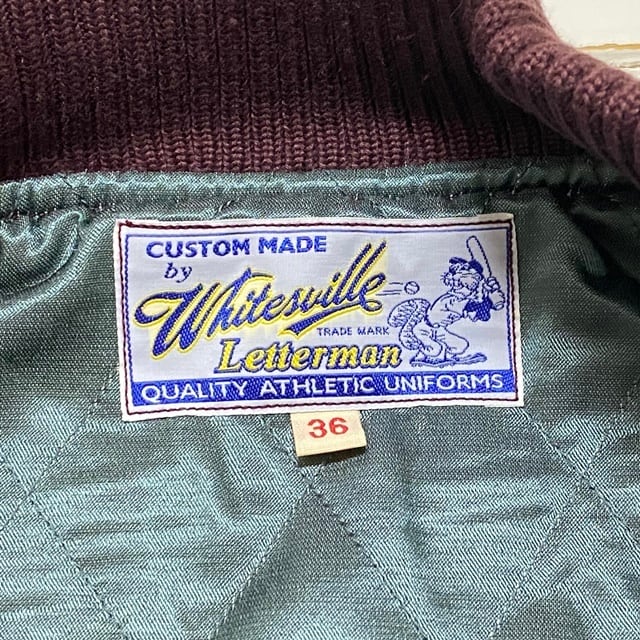 CUSTOM MADE
by
Whitesville
TRADE MARK
Letterman
QUALITY ATHLETIC UNIFORMS
36